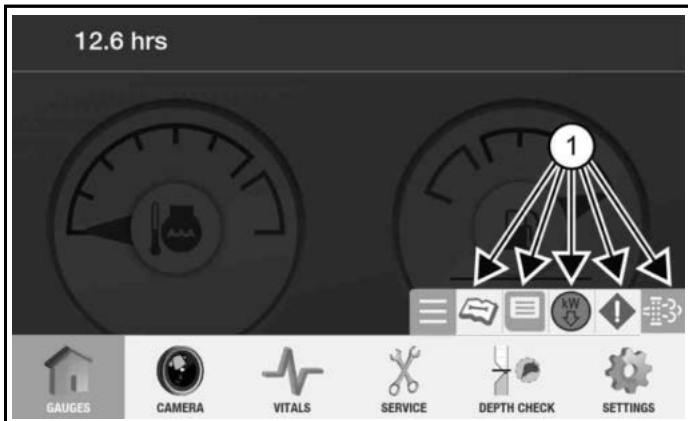 12.6 hrs
1
kW
GAUGES
CAMERA
VITALS
SERVICE
DEPTH CHECK
SETTINGS